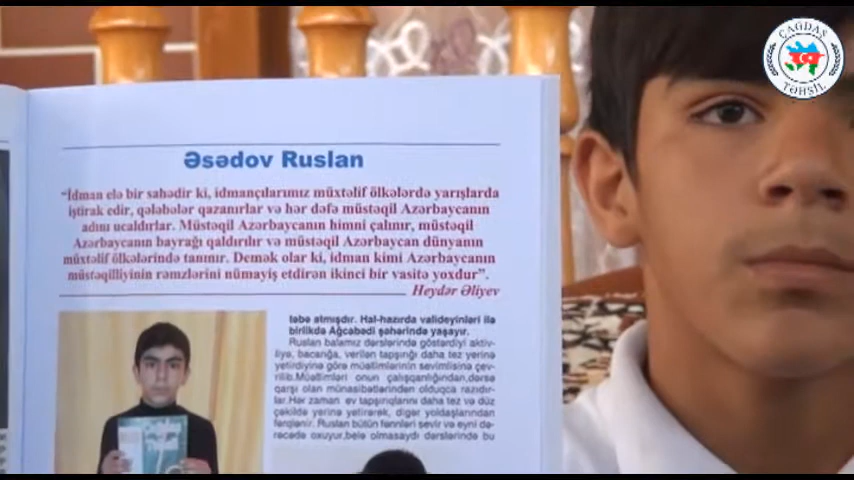 ÇAĞDAŞ
TƏHSİL
Əsədov Ruslan
"İdman elə bir sahədir ki, idmançılarımız müxtəlif ölkələrdə yarışlarda
iştirak edir, qələbələr qazanırlar və hər dəfə müstəqil Azərbaycanın
adını ucaldırlar. Müstəqil Azərbaycanın himni çalınır, müstəqil
Azərbaycanın bayrağı qaldırılır və müstəqil Azərbaycan dünyanın
müxtəlif ölkələrində tanınır. Demək olar ki, idman kimi Azərbaycanın
müstəqilliyinin rəmzlərini nümayiş etdirən ikinci bir vasitə yoxdur".
Heydər Əliyev
təbə atmışdır. Hal-hazırda valideyinləri ilə
birlikdə Ağcabədi şəhərində yaşayır.
Ruslan balamız dərslərində göstərdiyi aktiv-
liyə, bacarığa, verilən tapşırığı daha tez yerinə
yetirdiyinə görə müəllimlərinin sevimlisinə çev-
rilib.Müəllimləri onun çalışqanlığından,dərsə
qarşı olan münasibətlərindən olduqca razıdır-
lar.Hər zaman ev tapşırıqlarını daha tez və düz
çəkildə yerinə yetirərək, digər yoldaşlarından
fərqlənir. Ruslan bütün fənnləri sevir və eyni də-
rəcədə oxuyur,belə olmasaydı dərslərində bu